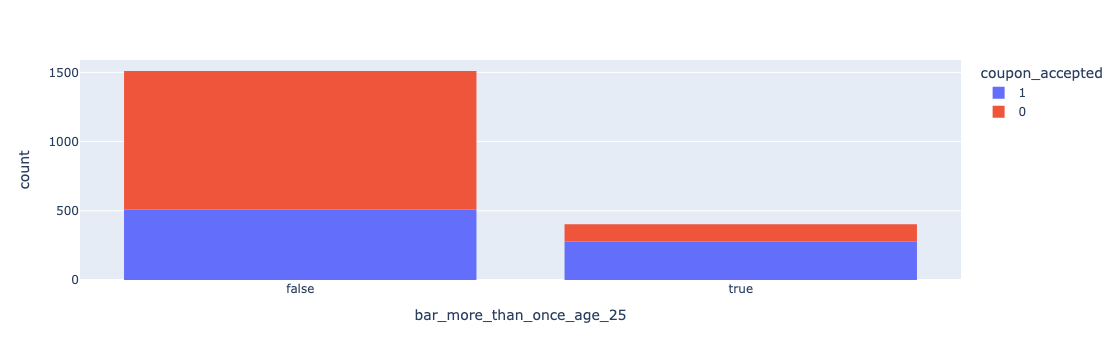 coupon_accepted
1
0
count
1500
1000
500
0
false
true
bar_more_than_once_age_25